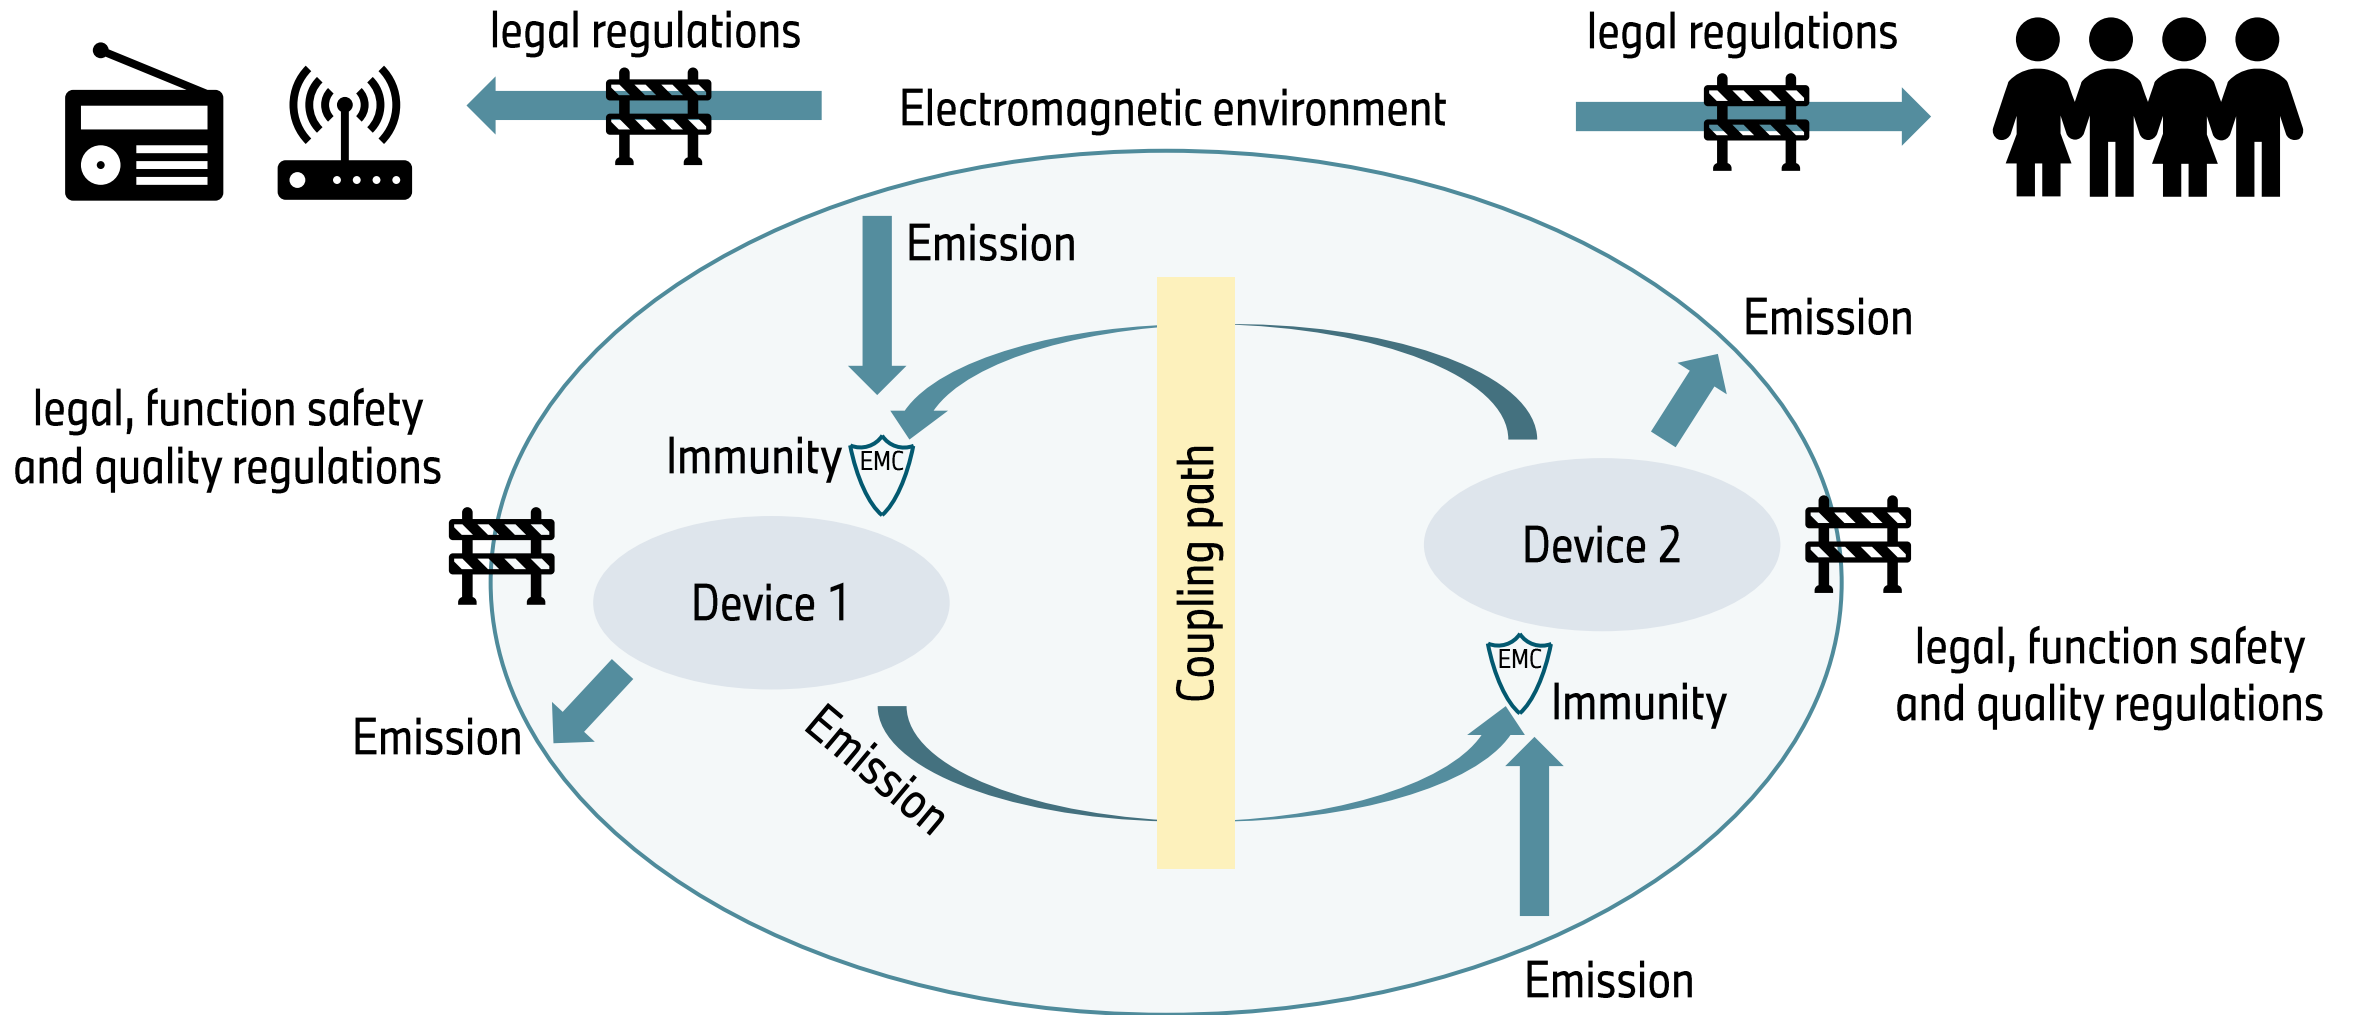 legal regulations
legal regulations
Electromagnetic environment
Emission
Emission
legal, function safety
and quality regulations
Immunity
EMC
Coupling path
Device 2
Device 1
EMC
Immunity
legal, function safety
and quality regulations
Emission
Emission
Emission